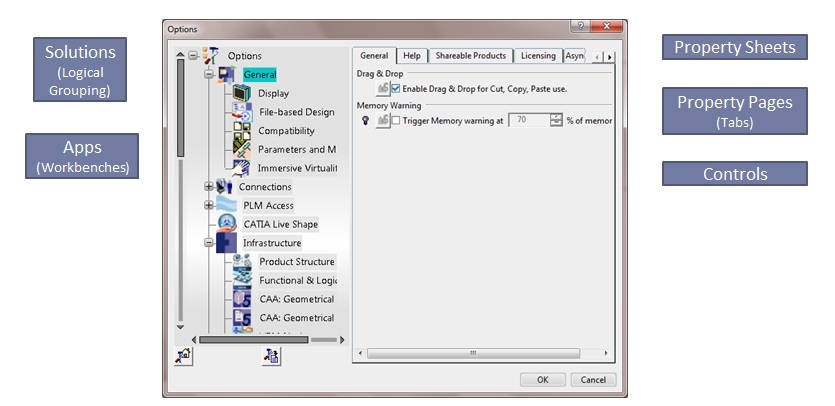 Solutions
(Logical
Grouping)
Apps
(Workbenches)
Options
Options
General
Display
File-based Design
Compatibility
Parameters and M
Immersive Virtualit
Connections
PLM Access
CATIA Live Shape
Infrastructure
Product Structure
Functional & Logic
CAA: Geometrical
CAA: Geometrical
General Help Shareable Products Licensing Asyn
Drag & Drop
Enable Drag & Drop for Cut, Copy, Paste use.
Memory Warning
Trigger Memory warning at 70 % of memor
OK Cancel
Property Sheets
Property Pages
(Tabs)
Controls